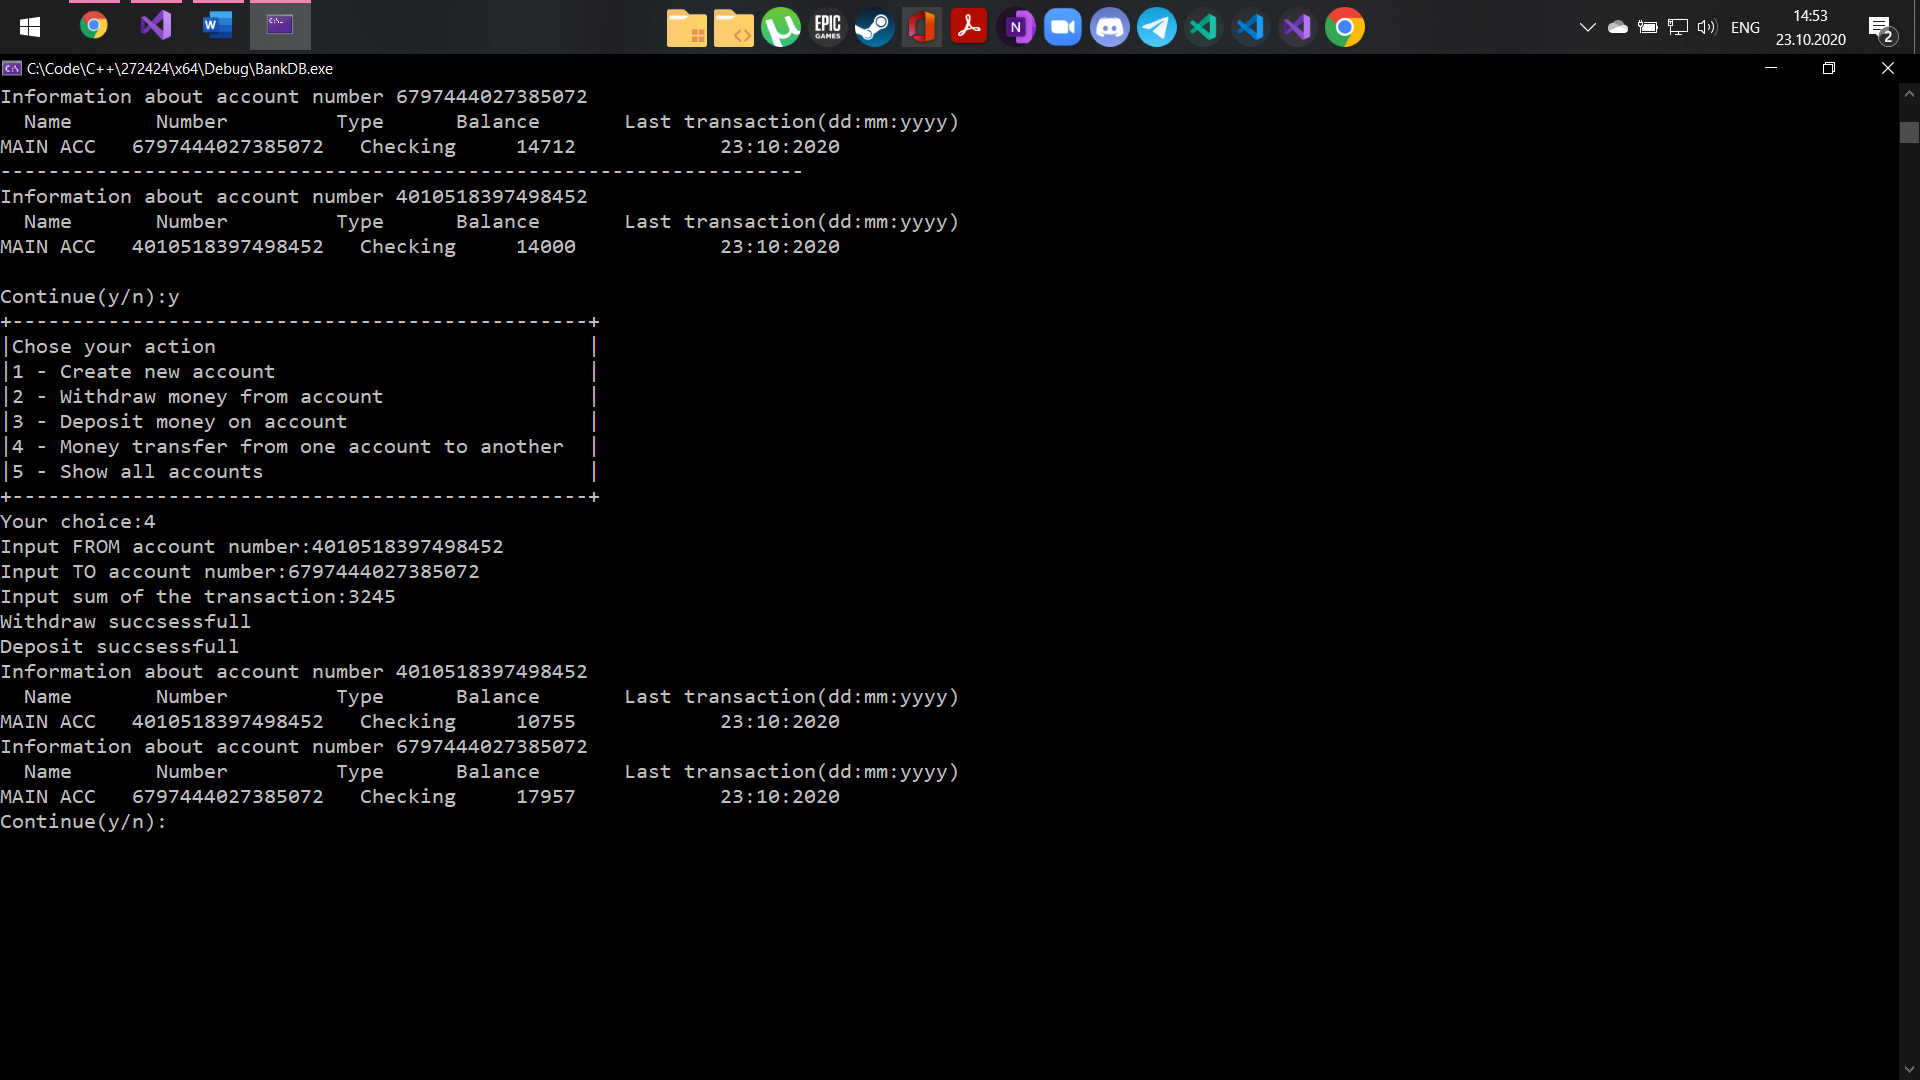 EPIC GAMES
ENG
14:53
23.10.2020
2
C:\Code\C++\272424\x64\Debug\BankDB.exe
Information about account number 6797444027385072
Name Number Type Balance Last transaction(dd:mm:yyyy)
MAIN ACC 6797444027385072 Checking 14712 23:10:2020
-------------------------------------------------------------------
Information about account number 4010518397498452
Name Number Type Balance Last transaction(dd:mm:yyyy)
MAIN ACC 4010518397498452 Checking 14000 23:10:2020
Continue(y/n):y
+------------------------------------------------+
|Chose your action |
|1 - Create new account |
|2 - Withdraw money from account |
|3 - Deposit money on account |
|4 - Money transfer from one account to another |
|5 - Show all accounts |
+------------------------------------------------+
Your choice:4
Input FROM account number:4010518397498452
Input TO account number:6797444027385072
Input sum of the transaction:3245
Withdraw succsessfull
Deposit succsessfull
Information about account number 4010518397498452
Name Number Type Balance Last transaction(dd:mm:yyyy)
MAIN ACC 4010518397498452 Checking 10755 23:10:2020
Information about account number 6797444027385072
Name Number Type Balance Last transaction(dd:mm:yyyy)
MAIN ACC 6797444027385072 Checking 17957 23:10:2020
Continue(y/n):